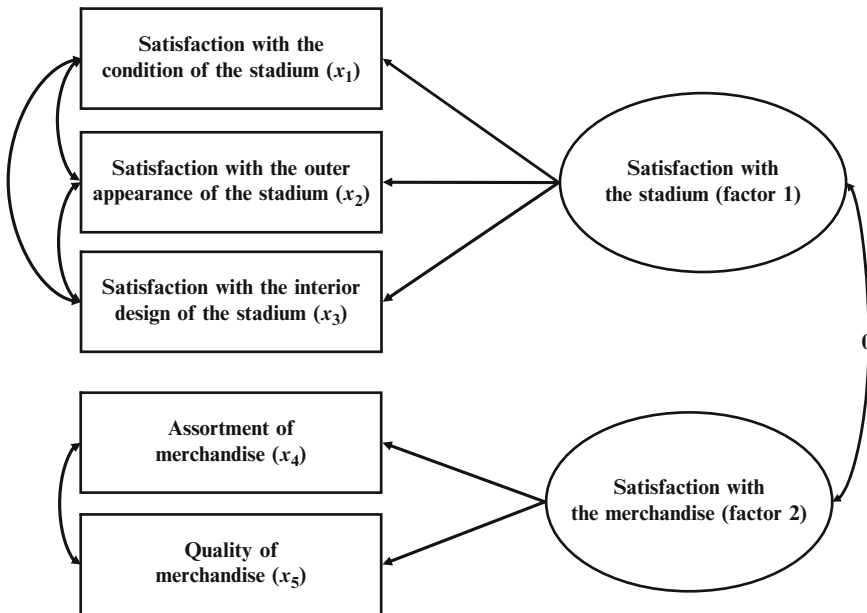 Satisfaction with the
condition of the stadium (x1)
Satisfaction with the outer
appearance of the stadium (x2)
Satisfaction with the interior
design of the stadium (x3)
Satisfaction with
the stadium (factor 1)
0
Assortment of
merchandise (x4)
Quality of
merchandise (x5)
Satisfaction with
the merchandise (factor 2)